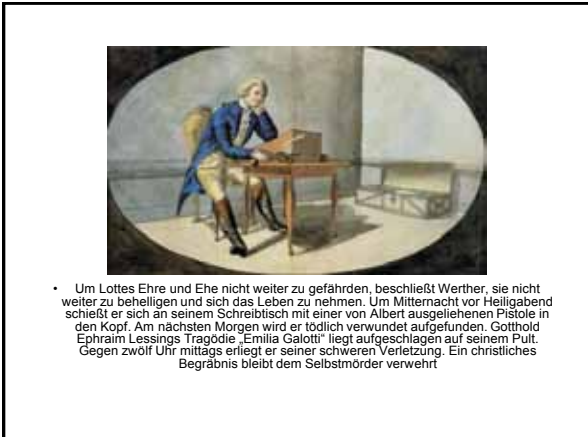 • Um Lottes Ehre und Ehe nicht weiter zu gefährden, beschließt Werther, sie nicht
weiter zu behelligen und sich das Leben zu nehmen. Um Mitternacht vor Heiligabend
schießt er sich an seinem Schreibtisch mit einer von Albert ausgeliehenen Pistole in
den Kopf. Am nächsten Morgen wird er tödlich verwundet aufgefunden. Gotthold
Ephraim Lessings Tragödie „Emilia Galotti“ liegt aufgeschlagen auf seinem Pult.
Gegen zwölf Uhr mittags erliegt er seiner schweren Verletzung. Ein christliches
Begräbnis bleibt dem Selbstmörder verwehrt